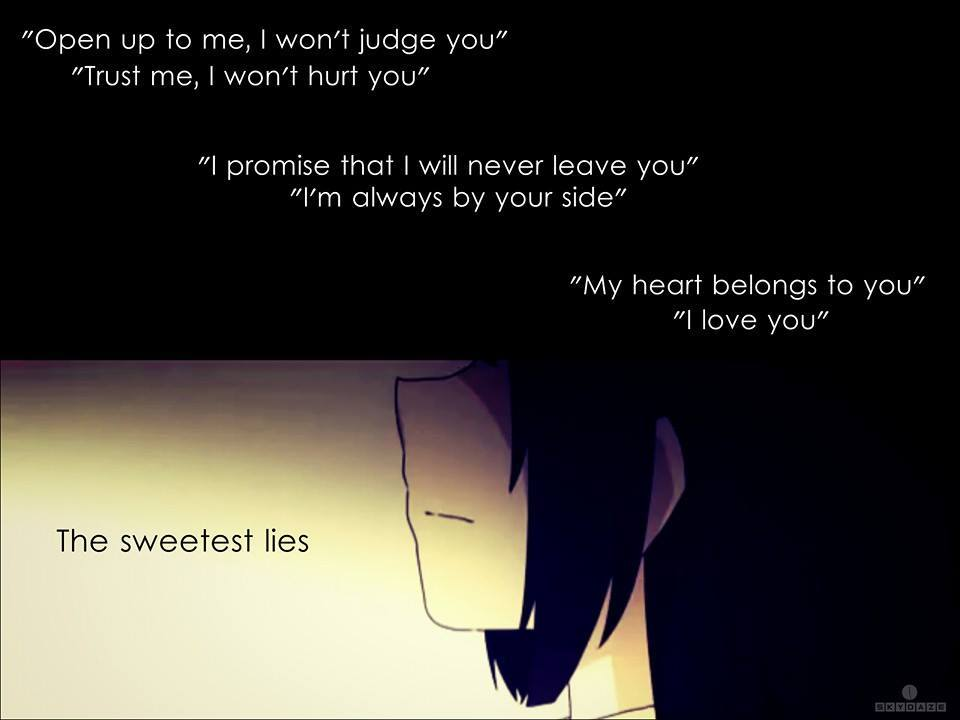 "Open up to me, I won't judge you"
"Trust me, I won't hurt you"
"I promise that I will never leave you"
"I'm always by your side"
"My heart belongs to you"
"I love you"
The sweetest lies
SKYDAZE